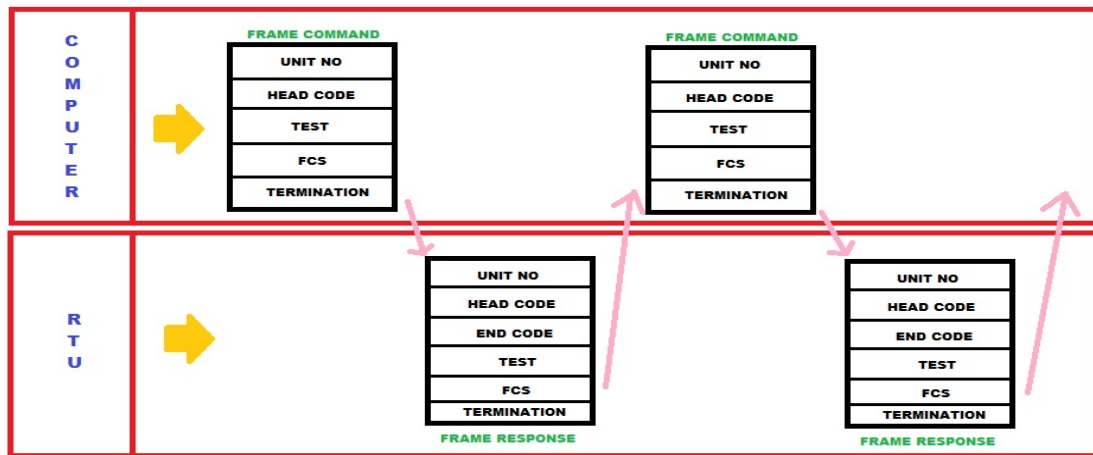 COMPUTER
FRAME COMMAND
UNIT NO
HEAD CODE
TEST
FCS
TERMINATION
FRAME COMMAND
UNIT NO
HEAD CODE
TEST
FCS
TERMINATION
RTU
UNIT NO
HEAD CODE
END CODE
TEST
FCS
TERMINATION
FRAME RESPONSE
UNIT NO
HEAD CODE
END CODE
TEST
FCS
TERMINATION
FRAME RESPONSE